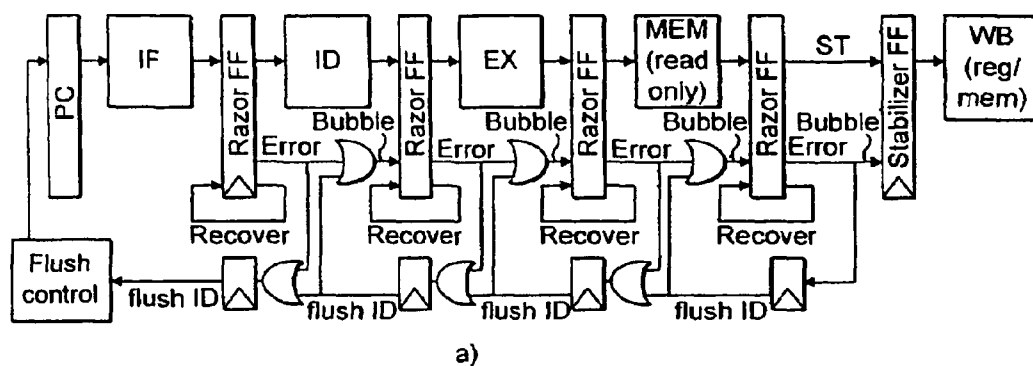 PC
IF
Razor FF
ID
Razor FF
EX
Razor FF
MEM
(read
only)
Razor FF
ST
Stabilizer FF
WB
(reg/
mem)
Error
Bubble
Error
Bubble
Error
Bubble
Error
Bubble
Recover
Recover
Recover
Recover
Flush
control
flush ID
flush ID
flush ID
flush ID
a)